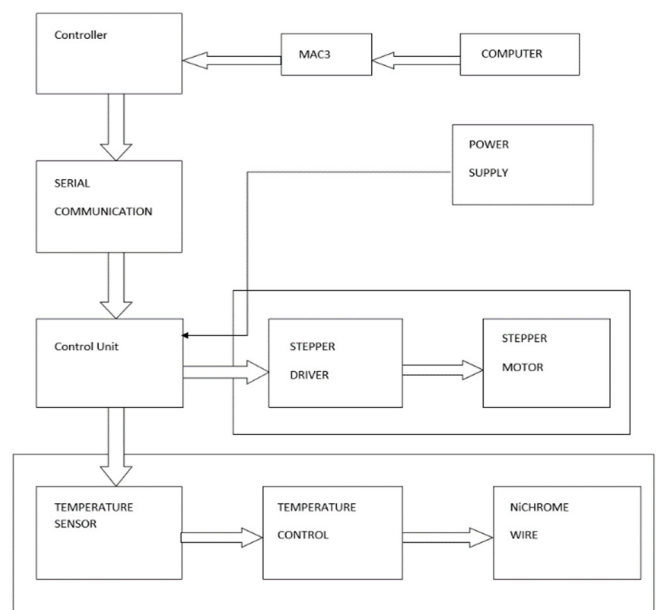 Controller
MAC3
COMPUTER
POWER
SUPPLY
SERIAL
COMMUNICATION
Control Unit
STEPPER
DRIVER
STEPPER
MOTOR
TEMPERATURE
SENSOR
TEMPERATURE
CONTROL
NiCHROME
WIRE